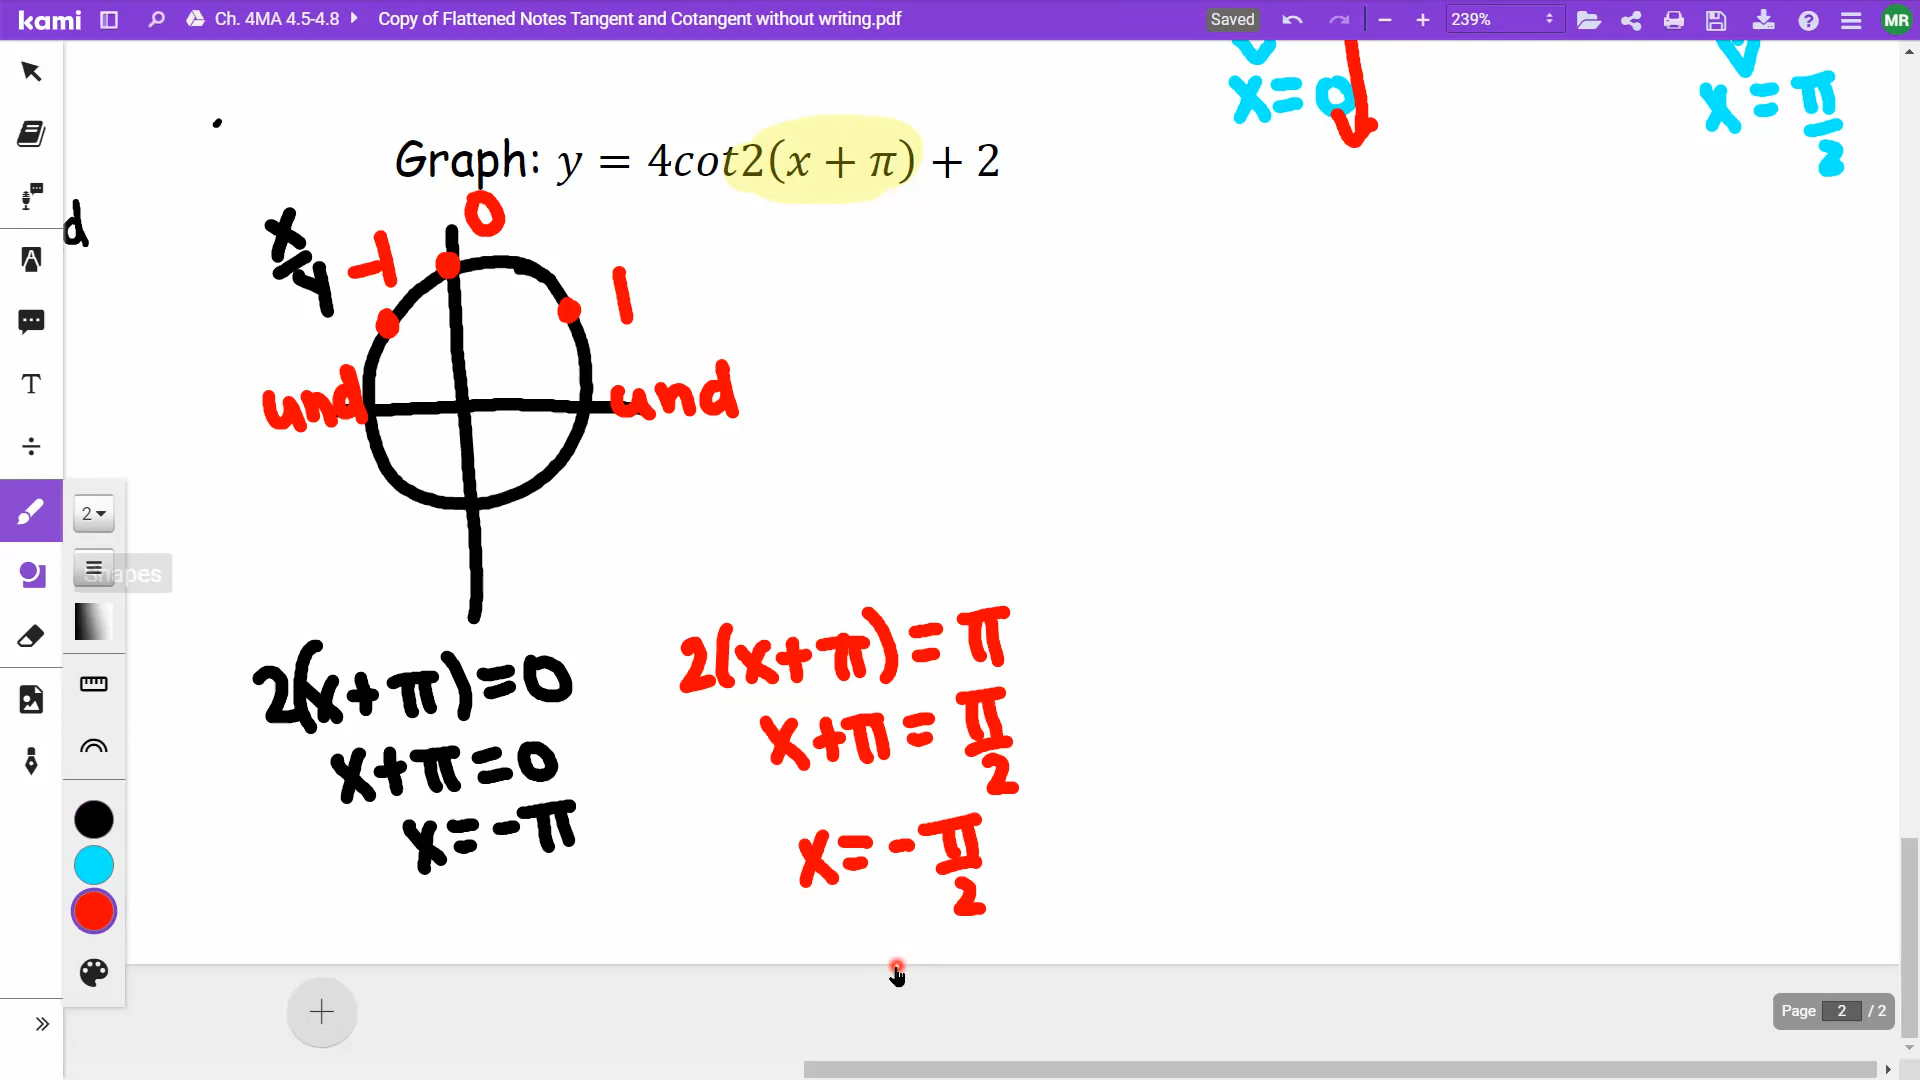 kami
Ch. 4MA 4.5-4.8
Copy of Flattened Notes Tangent and Cotangent without writing.pdf
Saved
239%
MR
x=0
x=π/2
Graph: y = 4cot2(x + π) + 2
d
x/y
-1
0
1
und
und
2
Shapes
2(x+π)=0
x+π=0
x=-π
2(x+π)=π
x+π=π/2
x=-π/2
Page 2 / 2